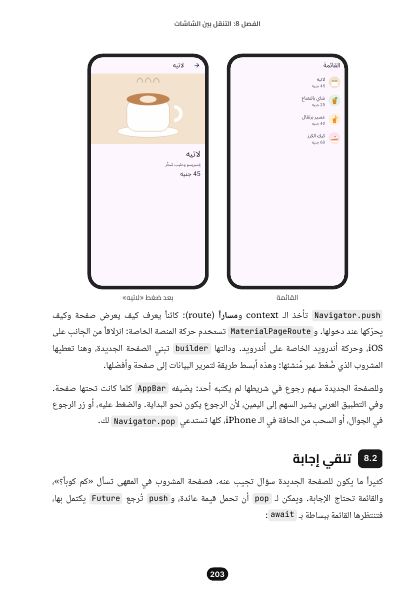 الفصل 8: التنقل بين الشاشات
القائمة
لاتيه
45 جنيه
شاي بالنعناع
25 جنيه
عصير برتقال
40 جنيه
كيك الكرز
60 جنيه
→ لاتيه
لاتيه
45 جنيه
القائمة
بعد ضغط «لاتيه»
Navigator.push تأخذ الـ context ومساراً (route): كائناً يعرف كيف يعرض صفحة وكيف
يحرّكها عند دخولها. وMaterialPageRoute تستخدم حركة المنصة الخاصة: انزلاقاً من الجانب على
iOS، وحركة أندرويد الخاصة على أندرويد. ودالتها builder تبني الصفحة الجديدة، وهنا تعطيها
المشروب الذي ضُغط عبر مُنشئها: وهذه أبسط طريقة لتمرير البيانات إلى صفحة وأفضلها.
وللصفحة الجديدة سهم رجوع في شريطها لم يكتبه أحد: يضيفه AppBar كلما كانت تحتها صفحة.
وفي التطبيق العربي يشير السهم إلى اليمين، لأن الرجوع يكون نحو البداية. والضغط عليه، أو زر الرجوع
في الجوال، أو السحب من الحافة في الـ iPhone، كلها تستدعي Navigator.pop لك.
8.2 تلقي إجابة
كثيراً ما يكون للصفحة الجديدة سؤال تجيب عنه. فصفحة المشروب في المقهى تسأل «كم كوباً؟»،
والقائمة تحتاج الإجابة. ويمكن لـ pop أن تحمل قيمة عائدة، وpush تُرجع Future يكتمل بها،
فتنتظرها القائمة ببساطة بـ await:
203